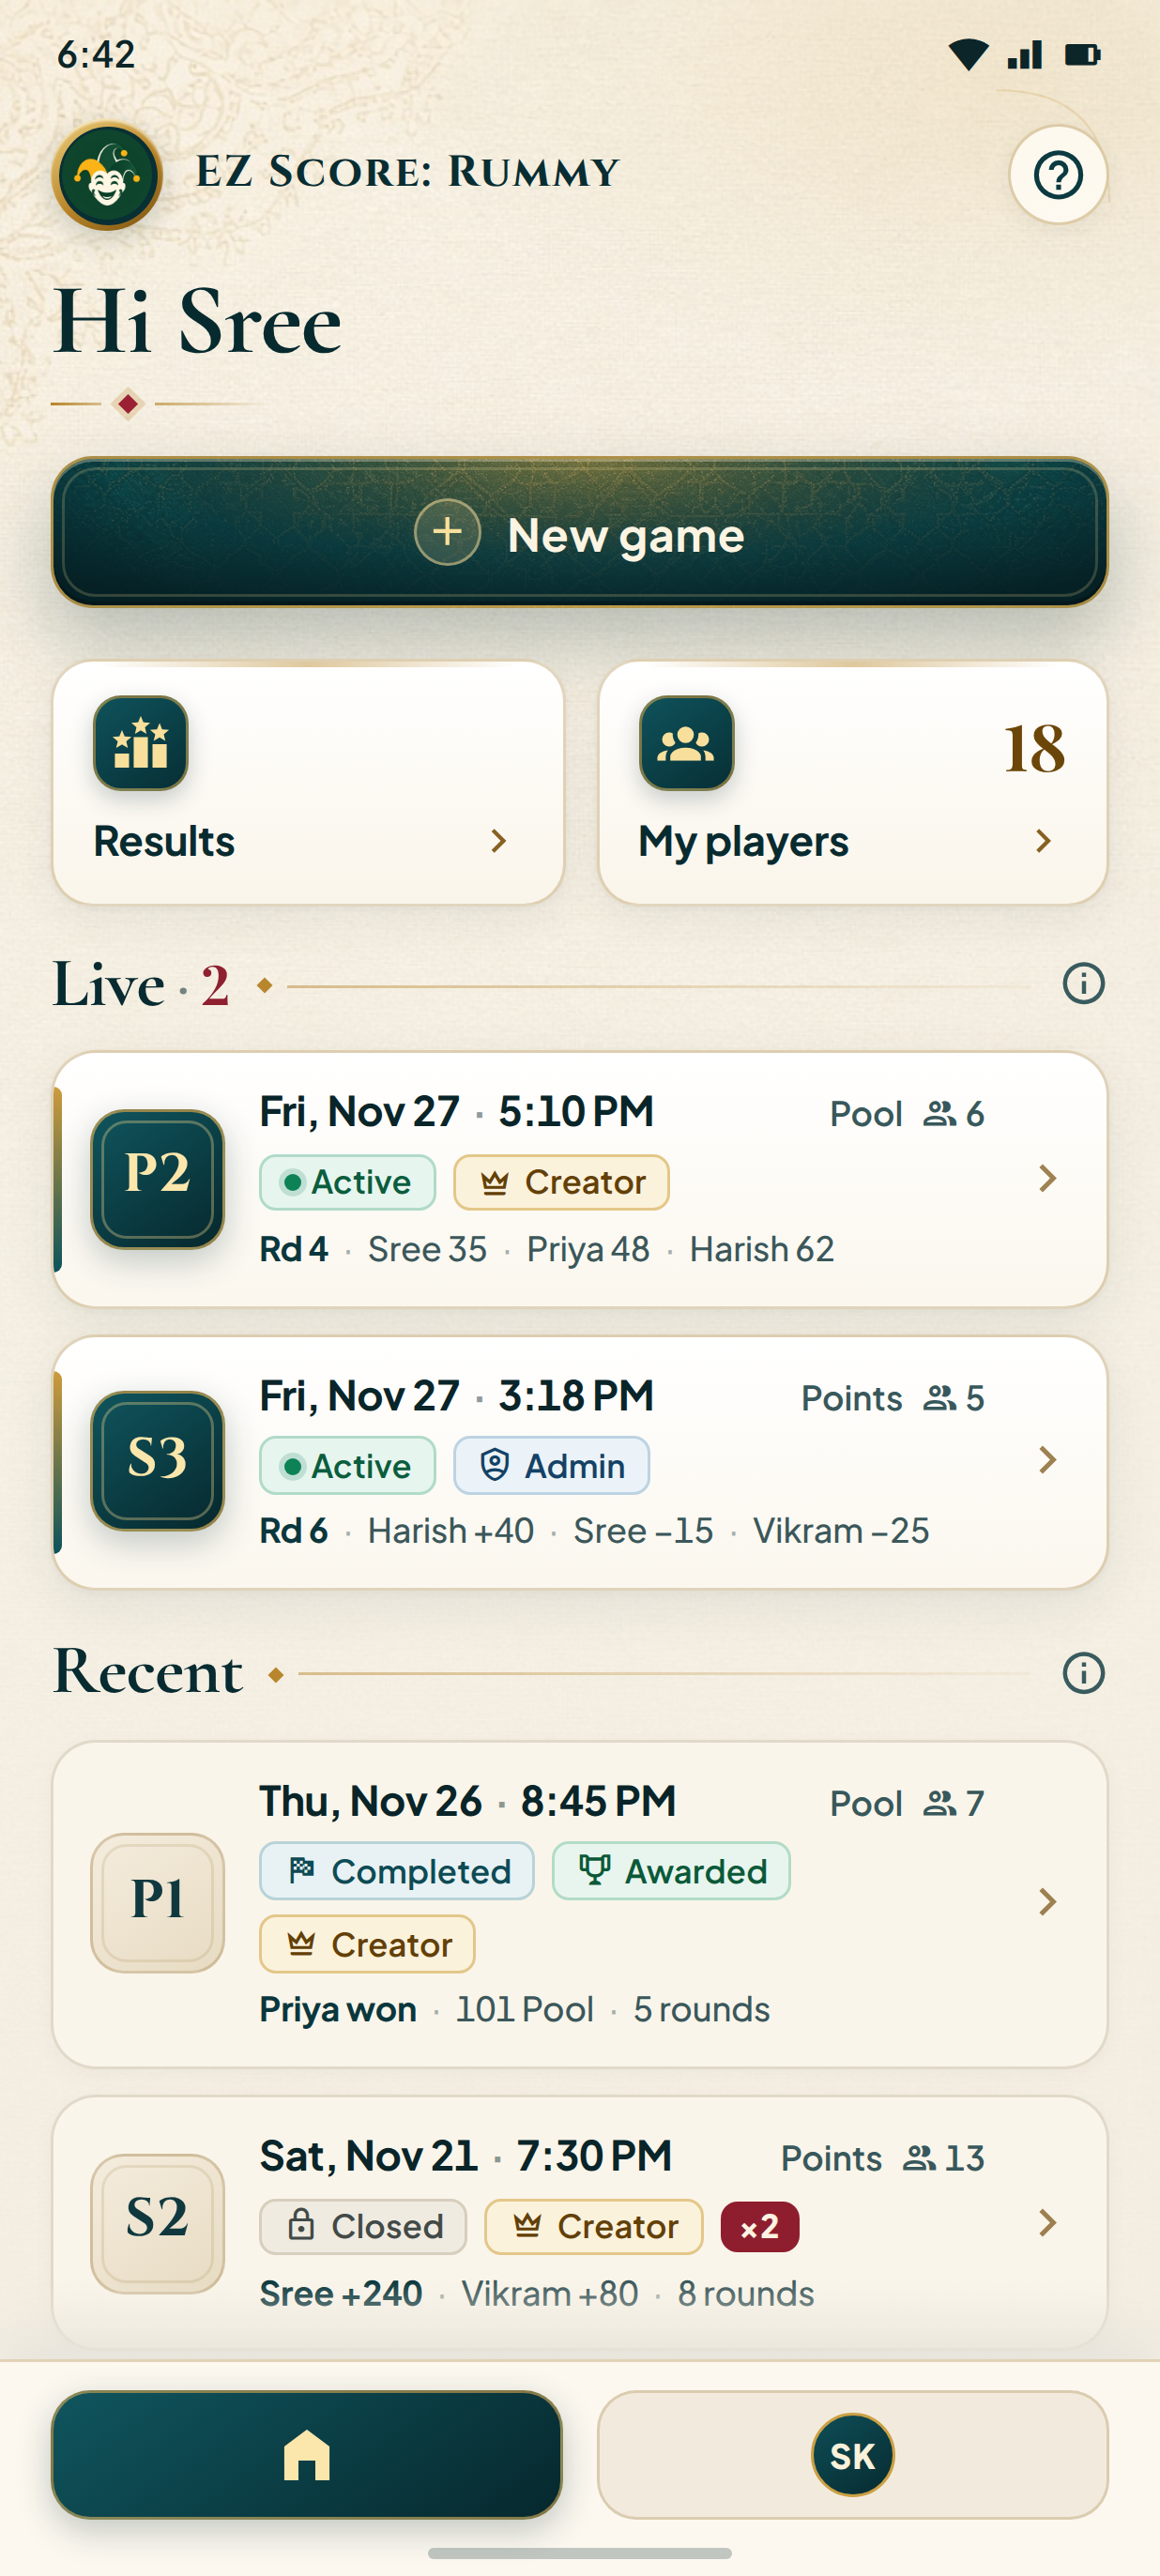 6:42
EZ Score: Rummy
Hi Sree
New game
18
Results
My players
Live · 2
P2
Fri, Nov 27 · 5:10 PM
Pool 6
Active
Creator
Rd 4 · Sree 35 · Priya 48 · Harish 62
S3
Fri, Nov 27 · 3:18 PM
Points 5
Active
Admin
Rd 6 · Harish +40 · Sree −15 · Vikram −25
Recent
P1
Thu, Nov 26 · 8:45 PM
Pool 7
Completed
Awarded
Creator
Priya won · 101 Pool · 5 rounds
S2
Sat, Nov 21 · 7:30 PM
Points 13
Closed
Creator
×2
Sree +240 · Vikram +80 · 8 rounds
SK